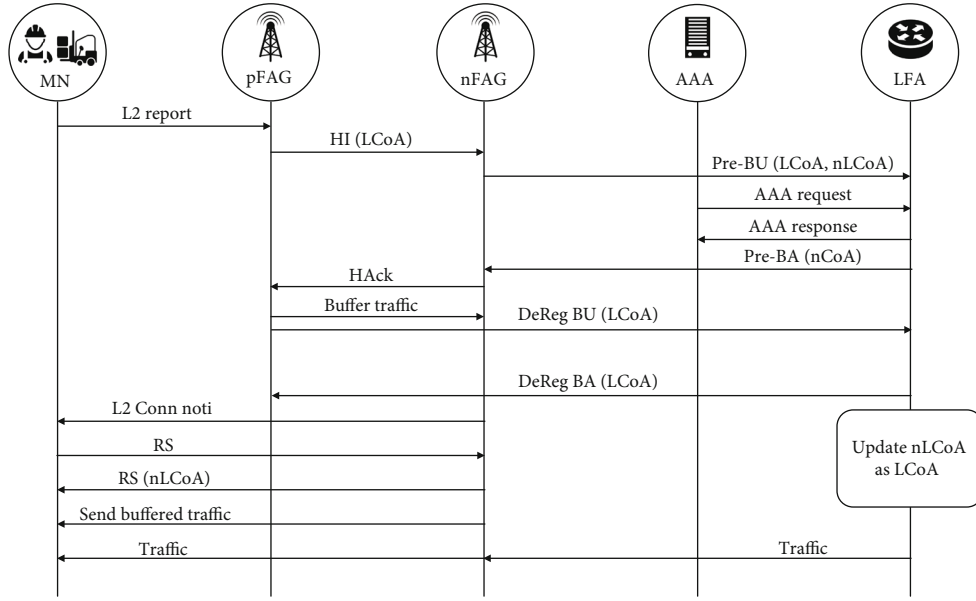 MN
pFAG
nFAG
AAA
LFA
L2 report
HI (LCoA)
Pre-BU (LCoA, nLCoA)
AAA request
AAA response
Pre-BA (nCoA)
HAck
Buffer traffic
DeReg BU (LCoA)
DeReg BA (LCoA)
L2 Conn noti
RS
Update nLCoA
as LCoA
RS (nLCoA)
Send buffered traffic
Traffic
Traffic